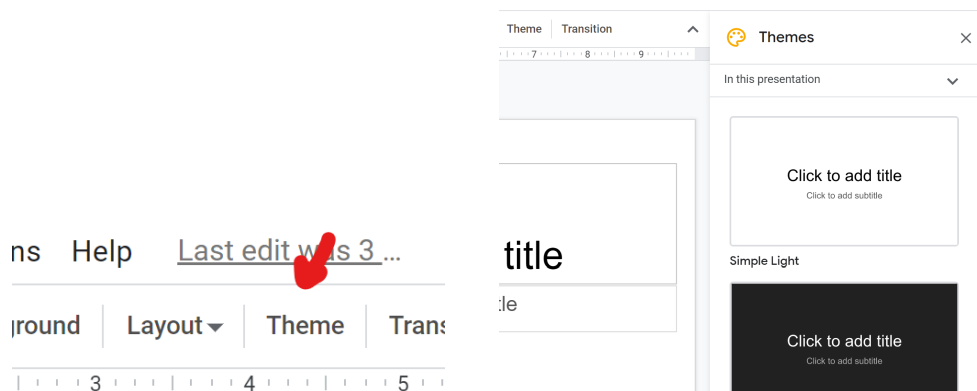 ns Help Last edit was 3 ...
ground Layout Theme Trans
3 4 5
Theme Transition
7 8 9
title
tle
Themes
In this presentation
Click to add title
Click to add subtitle
Simple Light
Click to add title
Click to add subtitle